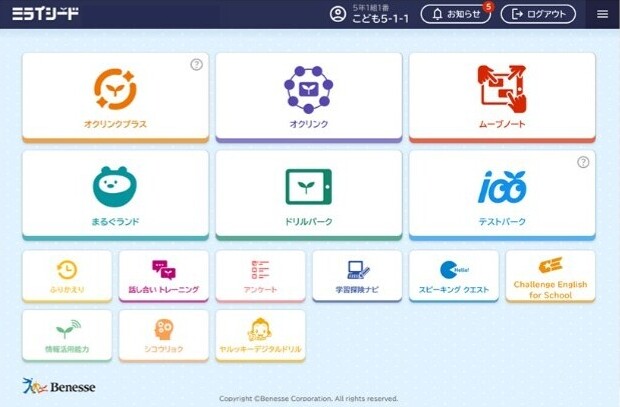 ミライシード
5年1組1番
こども5-1-1
お知らせ
5
ログアウト
?
オクリンクプラス
オクリンク
ムーブノート
まるぐランド
ドリルパーク
?
100
テストパーク
ふりかえり
話し合い トレーニング
アンケート
学習探険ナビ
Hello!
スピーキング クエスト
CE
Challenge English
for School
情報活用能力
シコウリョク
ヤルッキーデジタルドリル
Benesse
Copyright ©Benesse Corporation. All rights reserved.